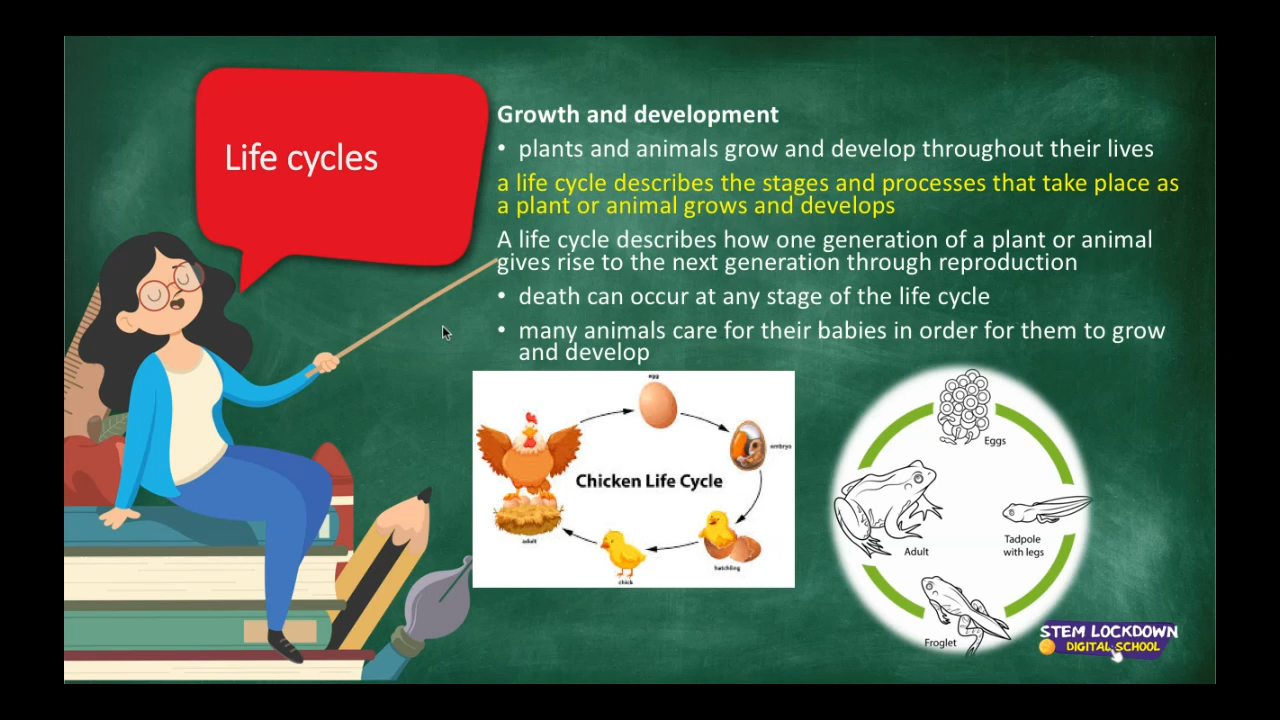 Life cycles
Growth and development
• plants and animals grow and develop throughout their lives
a life cycle describes the stages and processes that take place as
a plant or animal grows and develops
A life cycle describes how one generation of a plant or animal
gives rise to the next generation through reproduction
• death can occur at any stage of the life cycle
• many animals care for their babies in order for them to grow
and develop
egg
embryo
Chicken Life Cycle
adult
hatchling
chick
Eggs
Tadpole
with legs
Adult
Froglet
STEM LOCKDOWN
DIGITAL SCHOOL